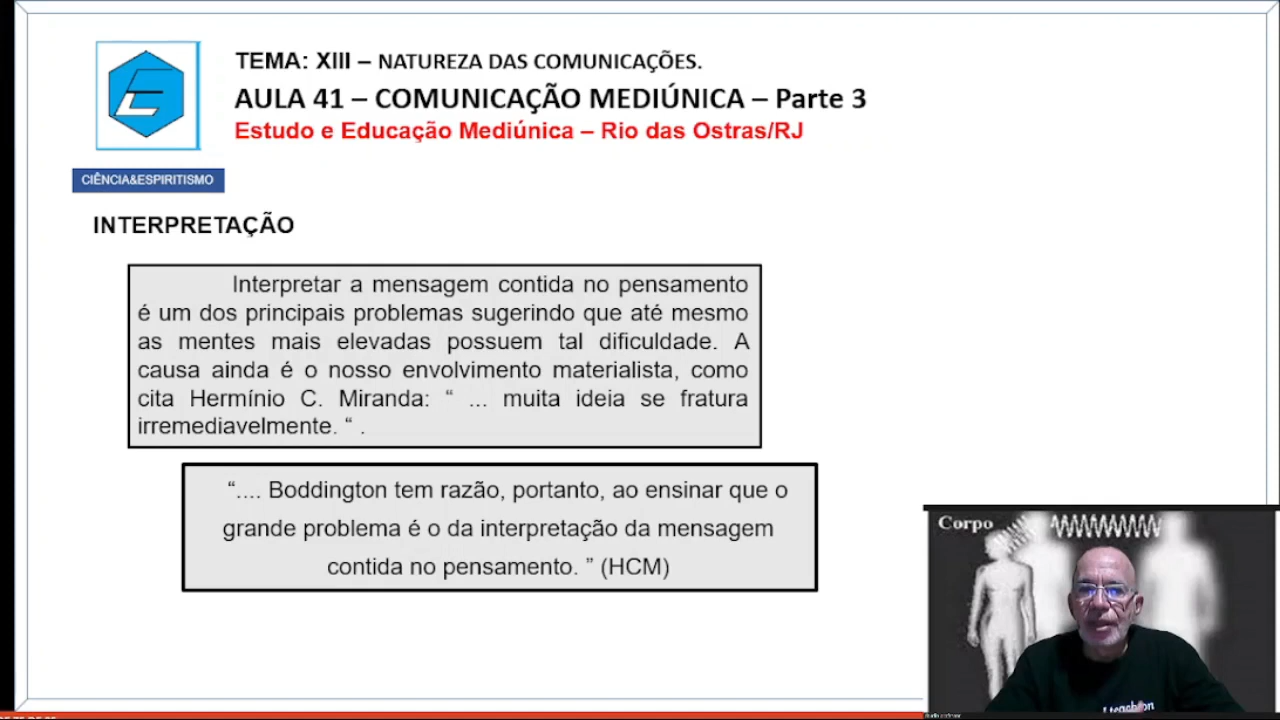 TEMA: XIII – NATUREZA DAS COMUNICAÇÕES.
AULA 41 – COMUNICAÇÃO MEDIÚNICA – Parte 3
Estudo e Educação Mediúnica – Rio das Ostras/RJ
CIÊNCIA&ESPIRITISMO
INTERPRETAÇÃO
Interpretar a mensagem contida no pensamento
é um dos principais problemas sugerindo que até mesmo
as mentes mais elevadas possuem tal dificuldade. A
causa ainda é o nosso envolvimento materialista, como
cita Hermínio C. Miranda: “ ... muita ideia se fratura
irremediavelmente. “ .
“.... Boddington tem razão, portanto, ao ensinar que o
grande problema é o da interpretação da mensagem
contida no pensamento. ” (HCM)
Corpo